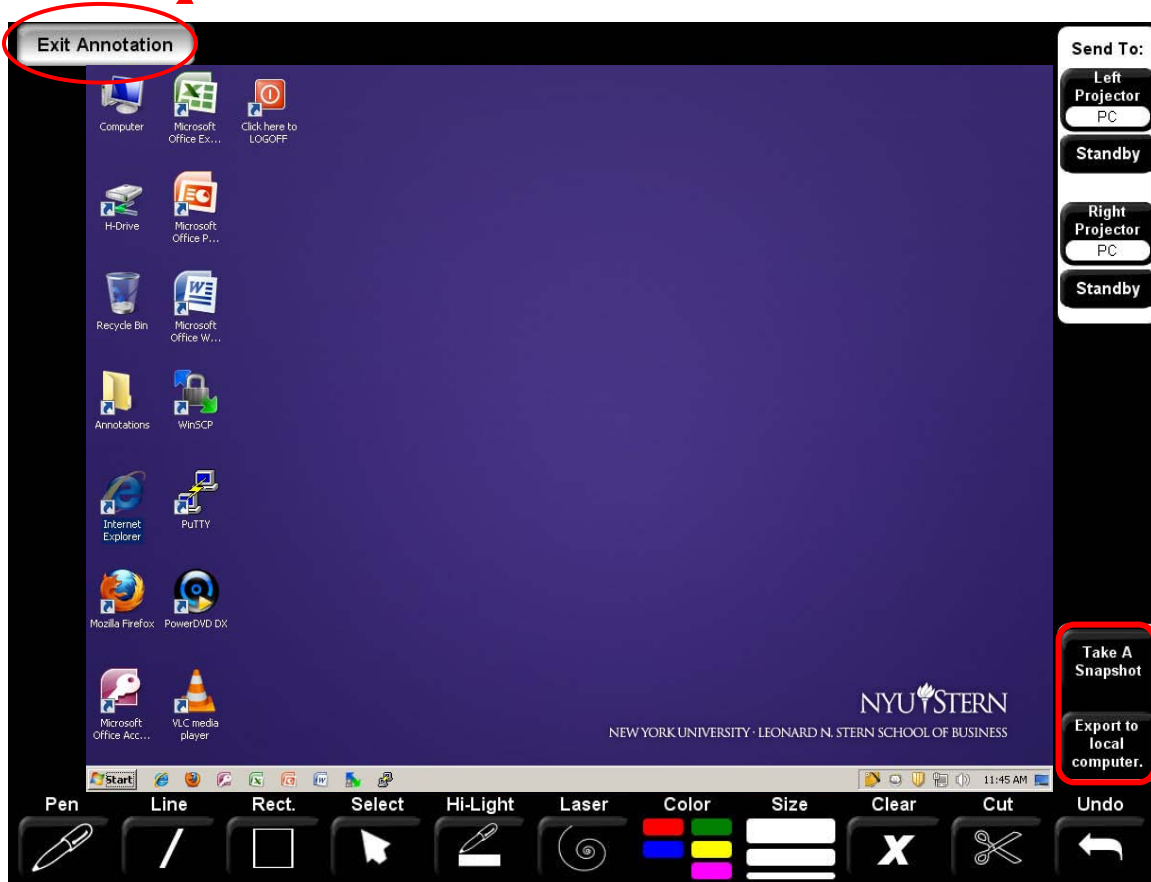 Exit Annotation
Send To:
Left
Projector
PC
Standby
Right
Projector
PC
Standby
Computer
Microsoft
Office Ex...
Click here to
LOGOFF
H-Drive
Microsoft
Office P...
Recycle Bin
Microsoft
Office W...
Annotations
WinSCP
Internet
Explorer
PuTTY
Mozilla Firefox
PowerDVD DX
Microsoft
Office Acc...
VLC media
player
NYU STERN
NEW YORK UNIVERSITY · LEONARD N. STERN SCHOOL OF BUSINESS
Take A
Snapshot
Export to
local
computer.
Start
11:45 AM
Pen Line Rect. Select Hi-Light Laser Color Size Clear Cut Undo